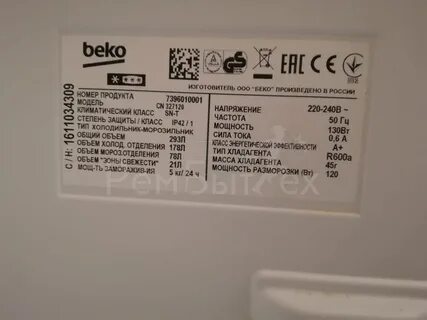 beko
EAC CE
ИЗГОТОВИТЕЛЬ ООО "БЕКО" ПРОИЗВЕДЕНО В РОССИИ
С/Н: 1611034309
НОМЕР ПРОДУКТА 7396010001
МОДЕЛЬ CN 327120
КЛИМАТИЧЕСКИЙ КЛАСС SN-T
СТЕПЕНЬ ЗАЩИТЫ / КЛАСС IP42 / 1
ТИП ХОЛОДИЛЬНИК-МОРОЗИЛЬНИК
ОБЩИЙ ОБЪЕМ 293Л
ОБЪЕМ ХОЛОД. ОТДЕЛЕНИЯ 178Л
ОБЪЕМ МОРОЗ.ОТДЕЛЕНИЯ 78Л
ОБЪЕМ "ЗОНЫ СВЕЖЕСТИ" 21Л
МОЩ-ТЬ ЗАМОРАЖИВ-ИЯ 5 кг/ 24 ч
НАПРЯЖЕНИЕ 220-240В ~
ЧАСТОТА 50 Гц
МОЩНОСТЬ 130Вт
СИЛА ТОКА 0,6 А
КЛАСС ЭНЕРГЕТИЧЕСКОЙ ЭФФЕКТИВНОСТИ A+
ТИП ХЛАДАГЕНТА R600a
МАССА ХЛАДАГЕНТА 45г
МОЩНОСТЬ РАЗМОРОЗКИ (Вт) 120
РемБытТех